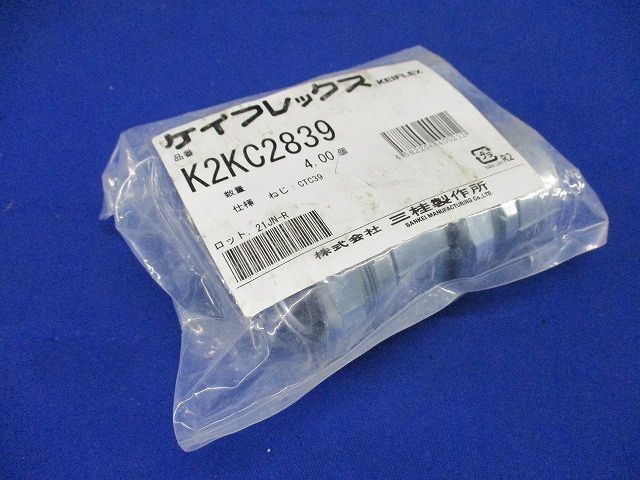 ケイフレックス KEIFLEX
品番
K2KC2839
数量 4.00 個
仕様 ねじ：CTC39
ロット. 21JN-R
R2
株式会社 三桂製作所
SANKEI MANUFACTURING Co.,LTD.